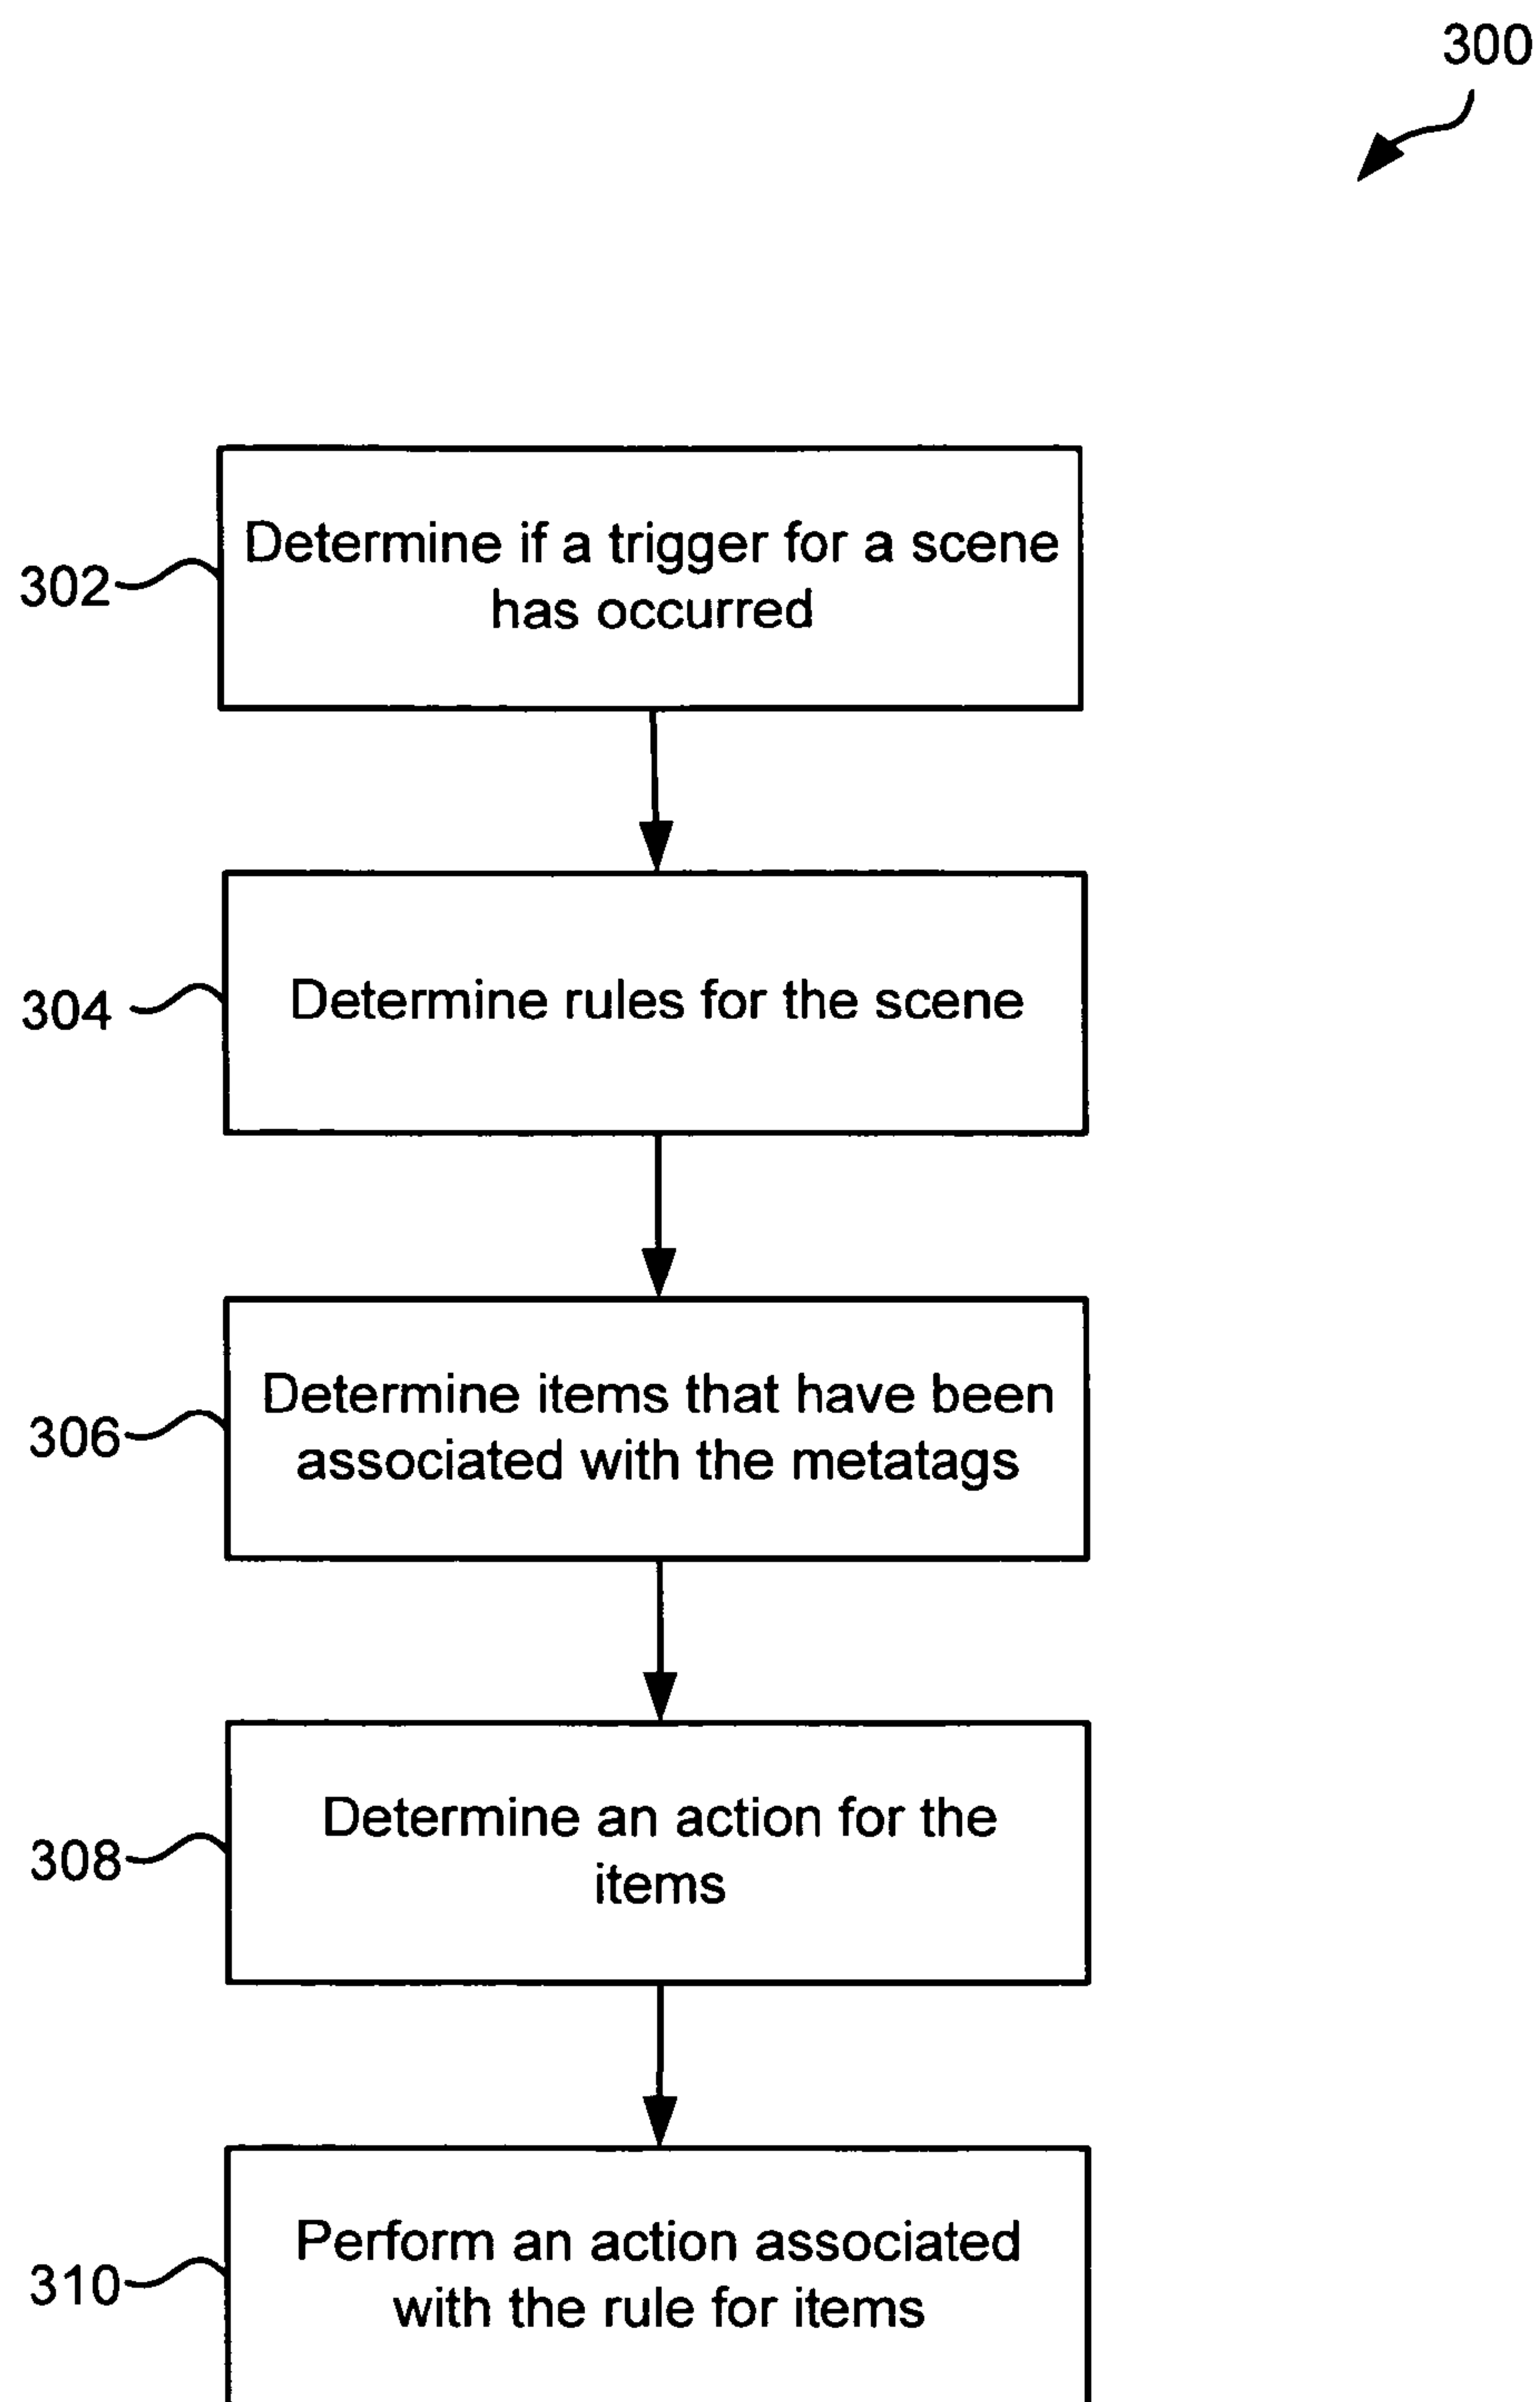 300
302
Determine if a trigger for a scene
has occurred
304
Determine rules for the scene
306
Determine items that have been
associated with the metatags
308
Determine an action for the
items
310
Perform an action associated
with the rule for items